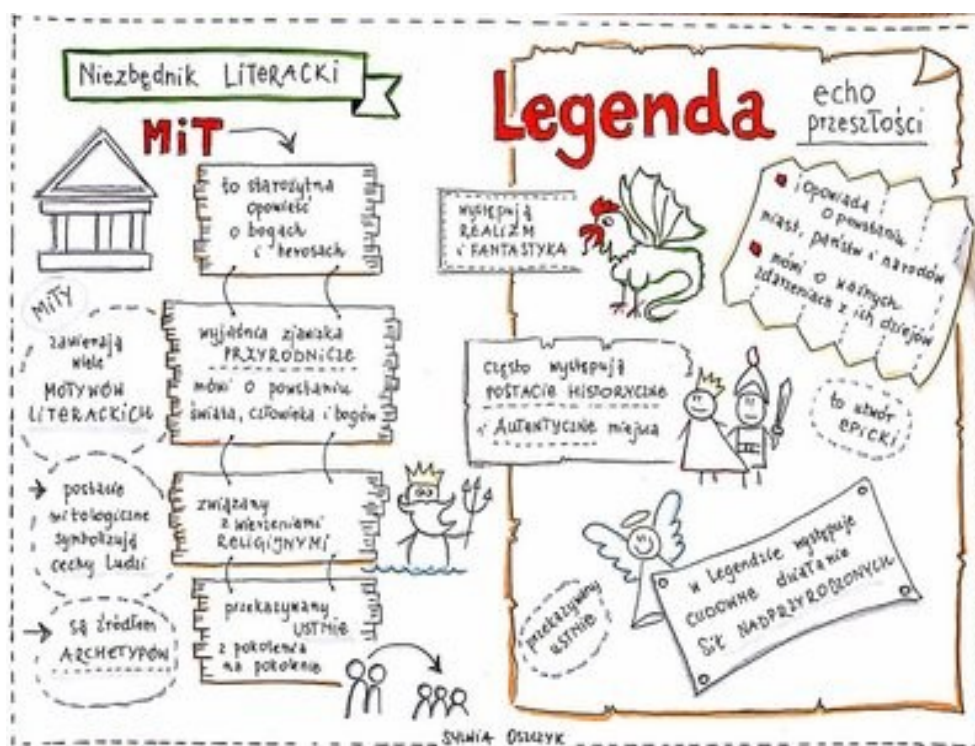 Niezbędnik LiTERACKi
MiT
to starożytna
opowieść
o bogach
i herosach
MiTY
zawierają
wiele
MOTYWÓW
LiTERACKiCH
wyjaśnia zjawiska
PRZYRODNiCZE
mówi o powstaniu
świata, człowieka i bogów
postacie
mitologiczne
symbolizują
cechy ludzi
związany
z wierzeniami
RELiGiJNYMi
są źródłem
ARCHETYPÓW
przekazywany
USTNiE
z pokolenia
na pokolenie
Legenda
echo
przeszłości
występują
REALiZM
i FANTASTYKA
opowiada
o powstaniu
miast, państw i narodów
mówi o ważnych
zdarzeniach z ich dziejów
często występują
POSTACiE HiSTORYCZNE
i AUTENTYCZNE miejsca
to utwór
EPiCKi
w legendzie występuje
CUDOWNE działanie
Sił NADPRZYRODZONYCH
przekazywany
USTNiE
SYLWiA OSZCZYK